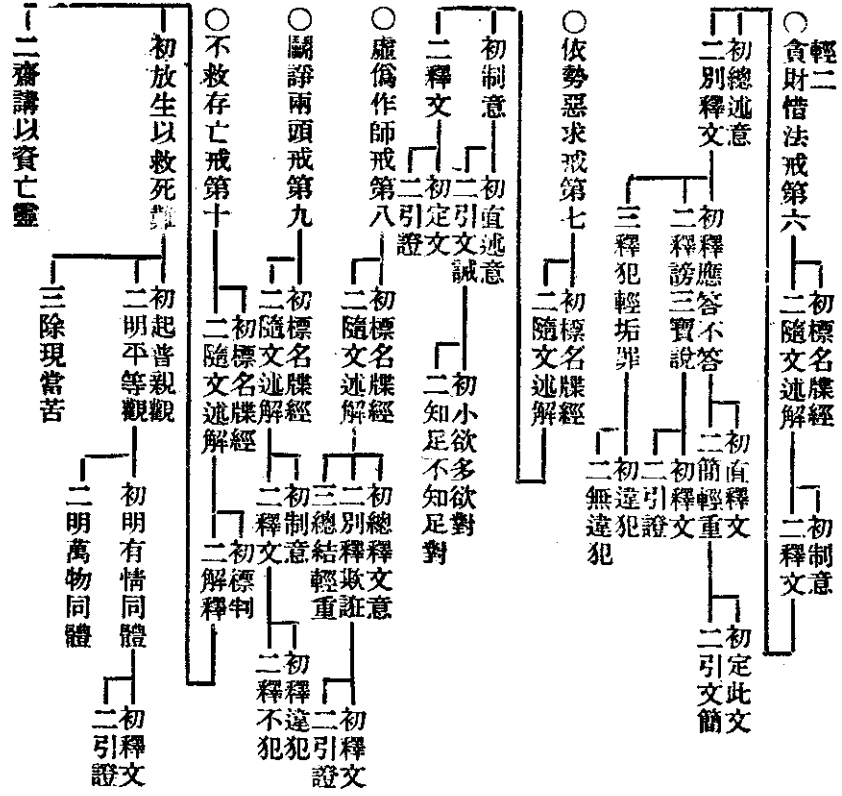 輕二
○貪財惜法戒第六
初標名牒經
二隨文述解
初制意
二釋文
初總述意
二別釋文
初釋應答不答
二釋謗三寶說
三釋犯輕垢罪
初直釋文
二簡輕重
初定此文
二引文簡
初釋文
二引證
初違犯
二無違犯
○依勢惡求戒第七
初標名牒經
二隨文述解
初制意
二釋文
初直述意
二引文誡
初小欲多欲對
二知足不知足對
初定文
二引證
○虛偽作師戒第八
初標名牒經
二隨文述解
初總釋文意
二別釋欺誑
三總結輕重
初釋文
二引證
○鬬諍兩頭戒第九
初標名牒經
二隨文述解
初制意
二釋文
初釋違犯
二釋不犯
○不救存亡戒第十
初標名牒經
二隨文述解
初標判
二解釋
初放生以救死難
初起普親觀
二明平等觀
三除現當苦
初明有情同體
二明萬物同體
初釋文
二引證
二齋講以資亡靈